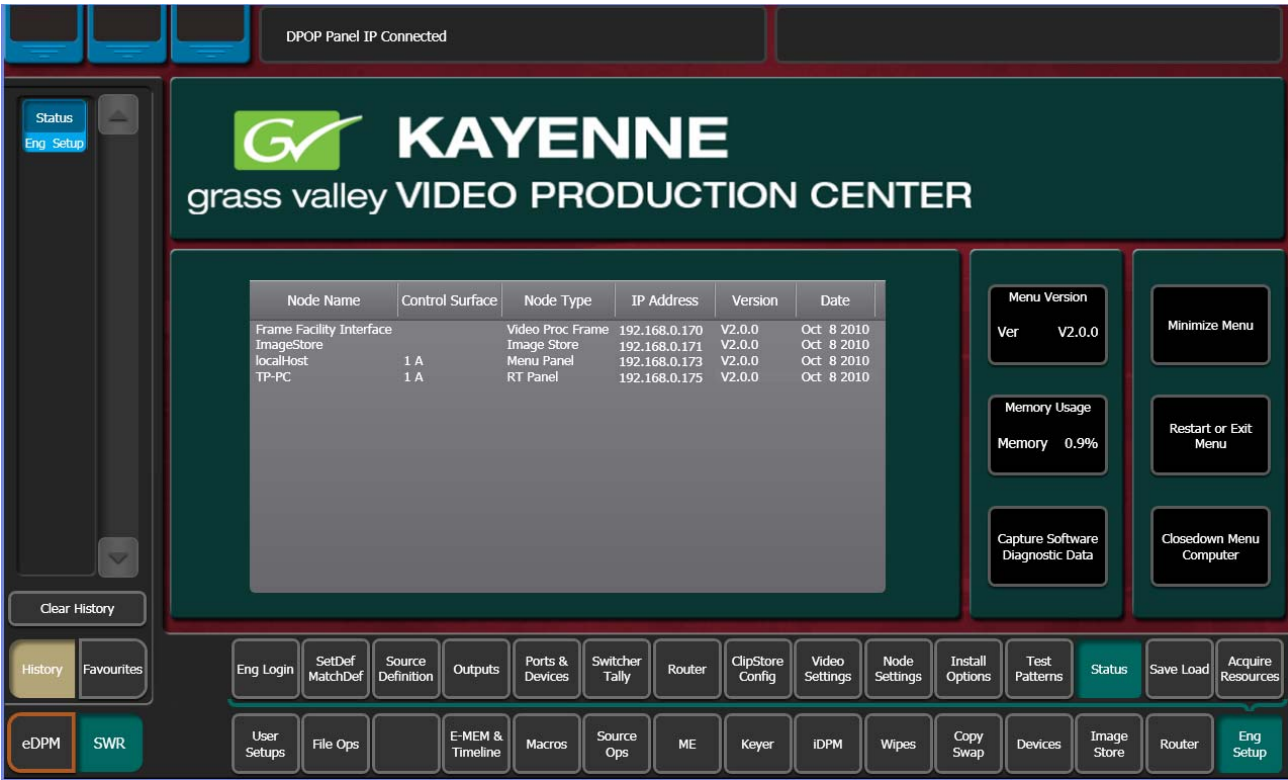 DPOP Panel IP Connected
Status
Eng Setup
GV KAYENNE
grass valley VIDEO PRODUCTION CENTER
Node Name Control Surface Node Type IP Address Version Date
Frame Facility Interface Video Proc Frame 192.168.0.170 V2.0.0 Oct 8 2010
ImageStore Image Store 192.168.0.171 V2.0.0 Oct 8 2010
localHost 1 A Menu Panel 192.168.0.173 V2.0.0 Oct 8 2010
TP-PC 1 A RT Panel 192.168.0.175 V2.0.0 Oct 8 2010
Menu Version
Ver V2.0.0
Minimize Menu
Memory Usage
Memory 0.9%
Restart or Exit
Menu
Capture Software
Diagnostic Data
Closedown Menu
Computer
Clear History
History
Favourites
Eng Login
SetDef
MatchDef
Source
Definition
Outputs
Ports &
Devices
Switcher
Tally
Router
ClipStore
Config
Video
Settings
Node
Settings
Install
Options
Test
Patterns
Status
Save Load
Acquire
Resources
eDPM
SWR
User
Setups
File Ops
E-MEM &
Timeline
Macros
Source
Ops
ME
Keyer
iDPM
Wipes
Copy
Swap
Devices
Image
Store
Router
Eng
Setup